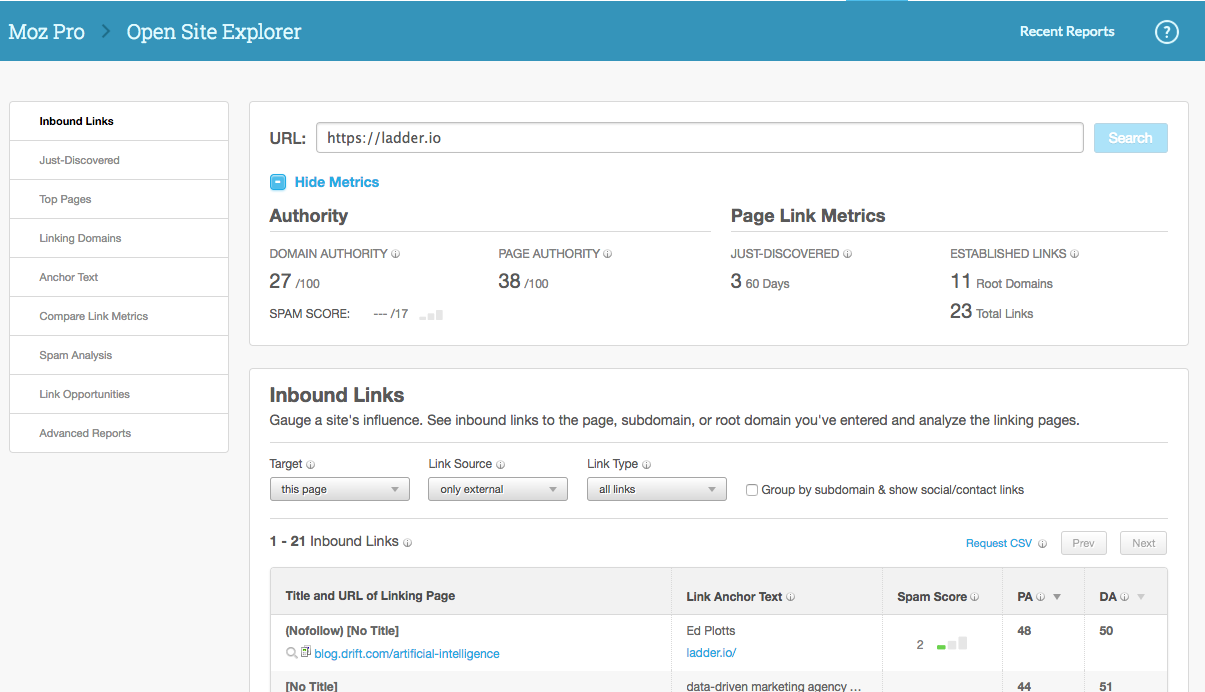 Moz Pro > Open Site Explorer
Recent Reports
?
Inbound Links
Just-Discovered
Top Pages
Linking Domains
Anchor Text
Compare Link Metrics
Spam Analysis
Link Opportunities
Advanced Reports
URL: https://ladder.io Search
Hide Metrics
Authority
DOMAIN AUTHORITY
27 /100
PAGE AUTHORITY
38 /100
SPAM SCORE: --- /17
Page Link Metrics
JUST-DISCOVERED
3 60 Days
ESTABLISHED LINKS
11 Root Domains
23 Total Links
Inbound Links
Gauge a site's influence. See inbound links to the page, subdomain, or root domain you've entered and analyze the linking pages.
Target Link Source Link Type
this page only external all links Group by subdomain & show social/contact links
1 - 21 Inbound Links Request CSV Prev Next
Title and URL of Linking Page Link Anchor Text Spam Score PA DA
(Nofollow) [No Title] Ed Plotts 2 48 50
blog.drift.com/artificial-intelligence ladder.io/
[No Title] data-driven marketing agency ... 44 51